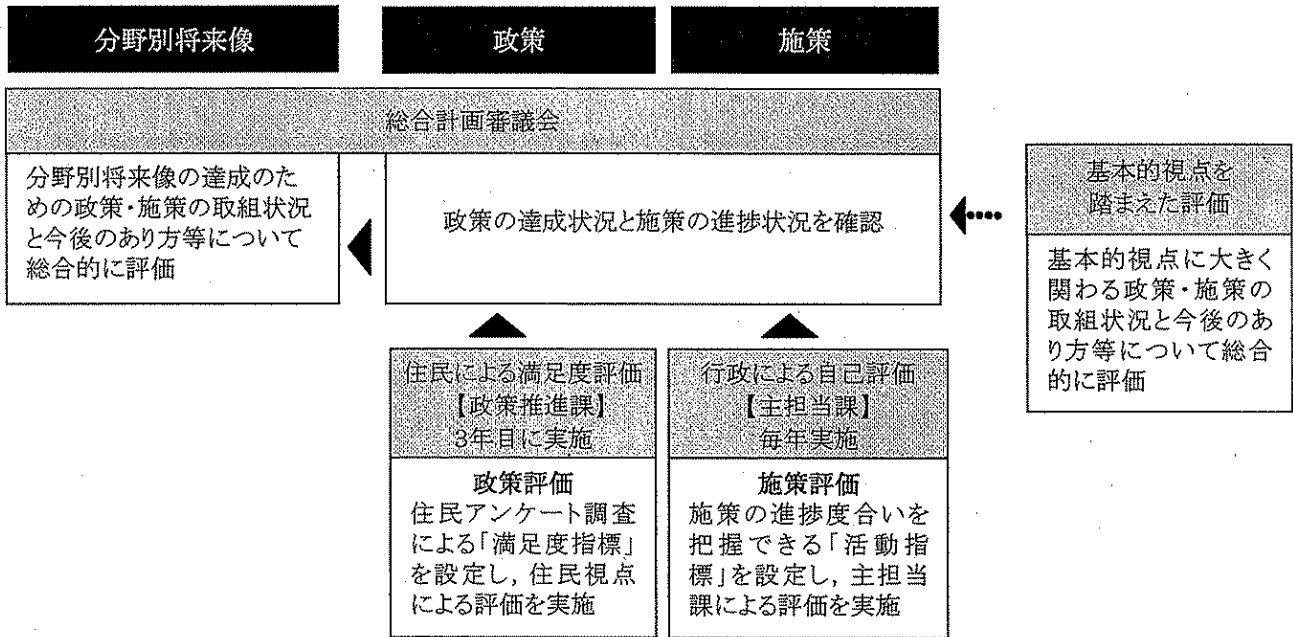 分野別将来像
政策
施策
総合計画審議会
分野別将来像の達成のた
めの政策・施策の取組状況
と今後のあり方等について
総合的に評価
政策の達成状況と施策の進捗状況を確認
基本的視点を
踏まえた評価
基本的視点に大きく
関わる政策・施策の
取組状況と今後のあ
り方等について総合
的に評価
住民による満足度評価
【政策推進課】
3年目に実施
政策評価
住民アンケート調査
による「満足度指標」
を設定し，住民視点
による評価を実施
行政による自己評価
【主担当課】
毎年実施
施策評価
施策の進捗度合いを
把握できる「活動指
標」を設定し，主担当
課による評価を実施